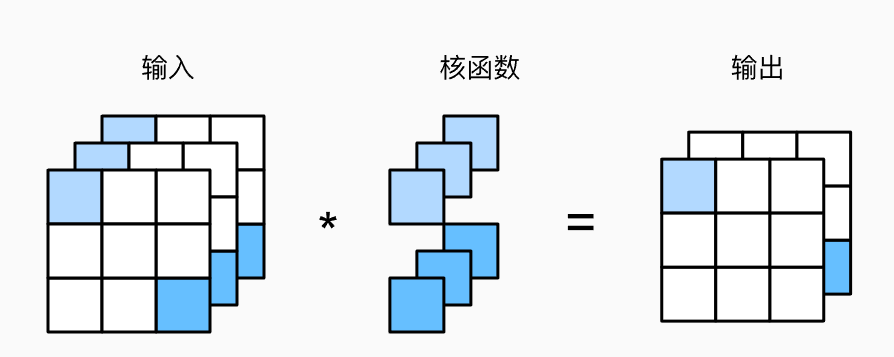 输入 核函数 输出
* =